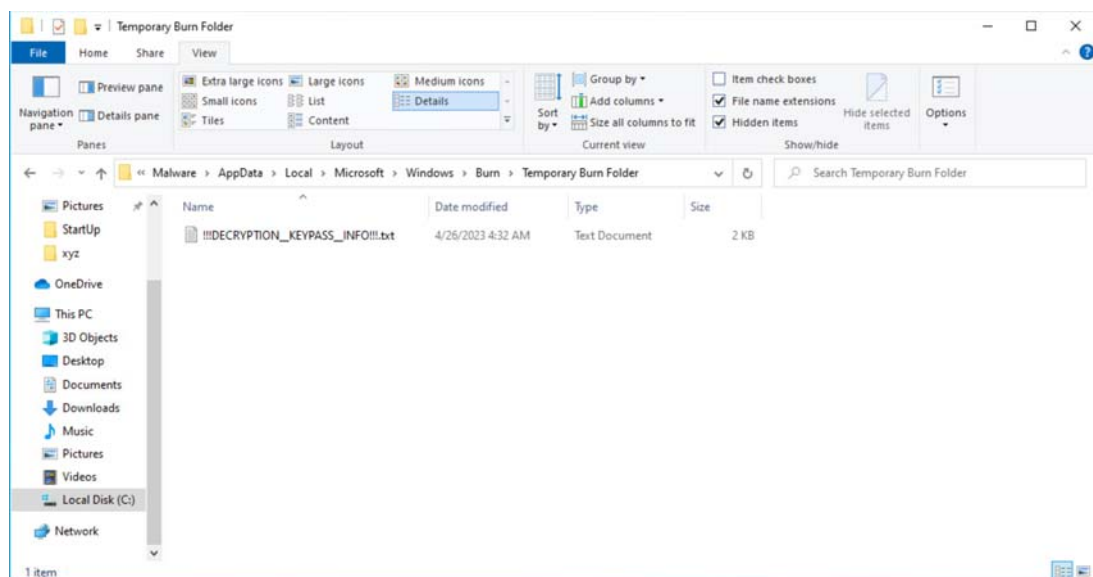 Temporary Burn Folder
File Home Share View
Navigation pane
Preview pane
Details pane
Panes
Extra large icons Large icons Medium icons
Small icons List Details
Tiles Content
Layout
Sort by
Group by
Add columns
Size all columns to fit
Current view
Item check boxes
File name extensions
Hidden items
Hide selected items
Show/hide
Options
« Malware › AppData › Local › Microsoft › Windows › Burn › Temporary Burn Folder
Search Temporary Burn Folder
Name Date modified Type Size
!!!DECRYPTION__KEYPASS__INFO!!!.txt 4/26/2023 4:32 AM Text Document 2 KB
Pictures
StartUp
xyz
OneDrive
This PC
3D Objects
Desktop
Documents
Downloads
Music
Pictures
Videos
Local Disk (C:)
Network
1 item